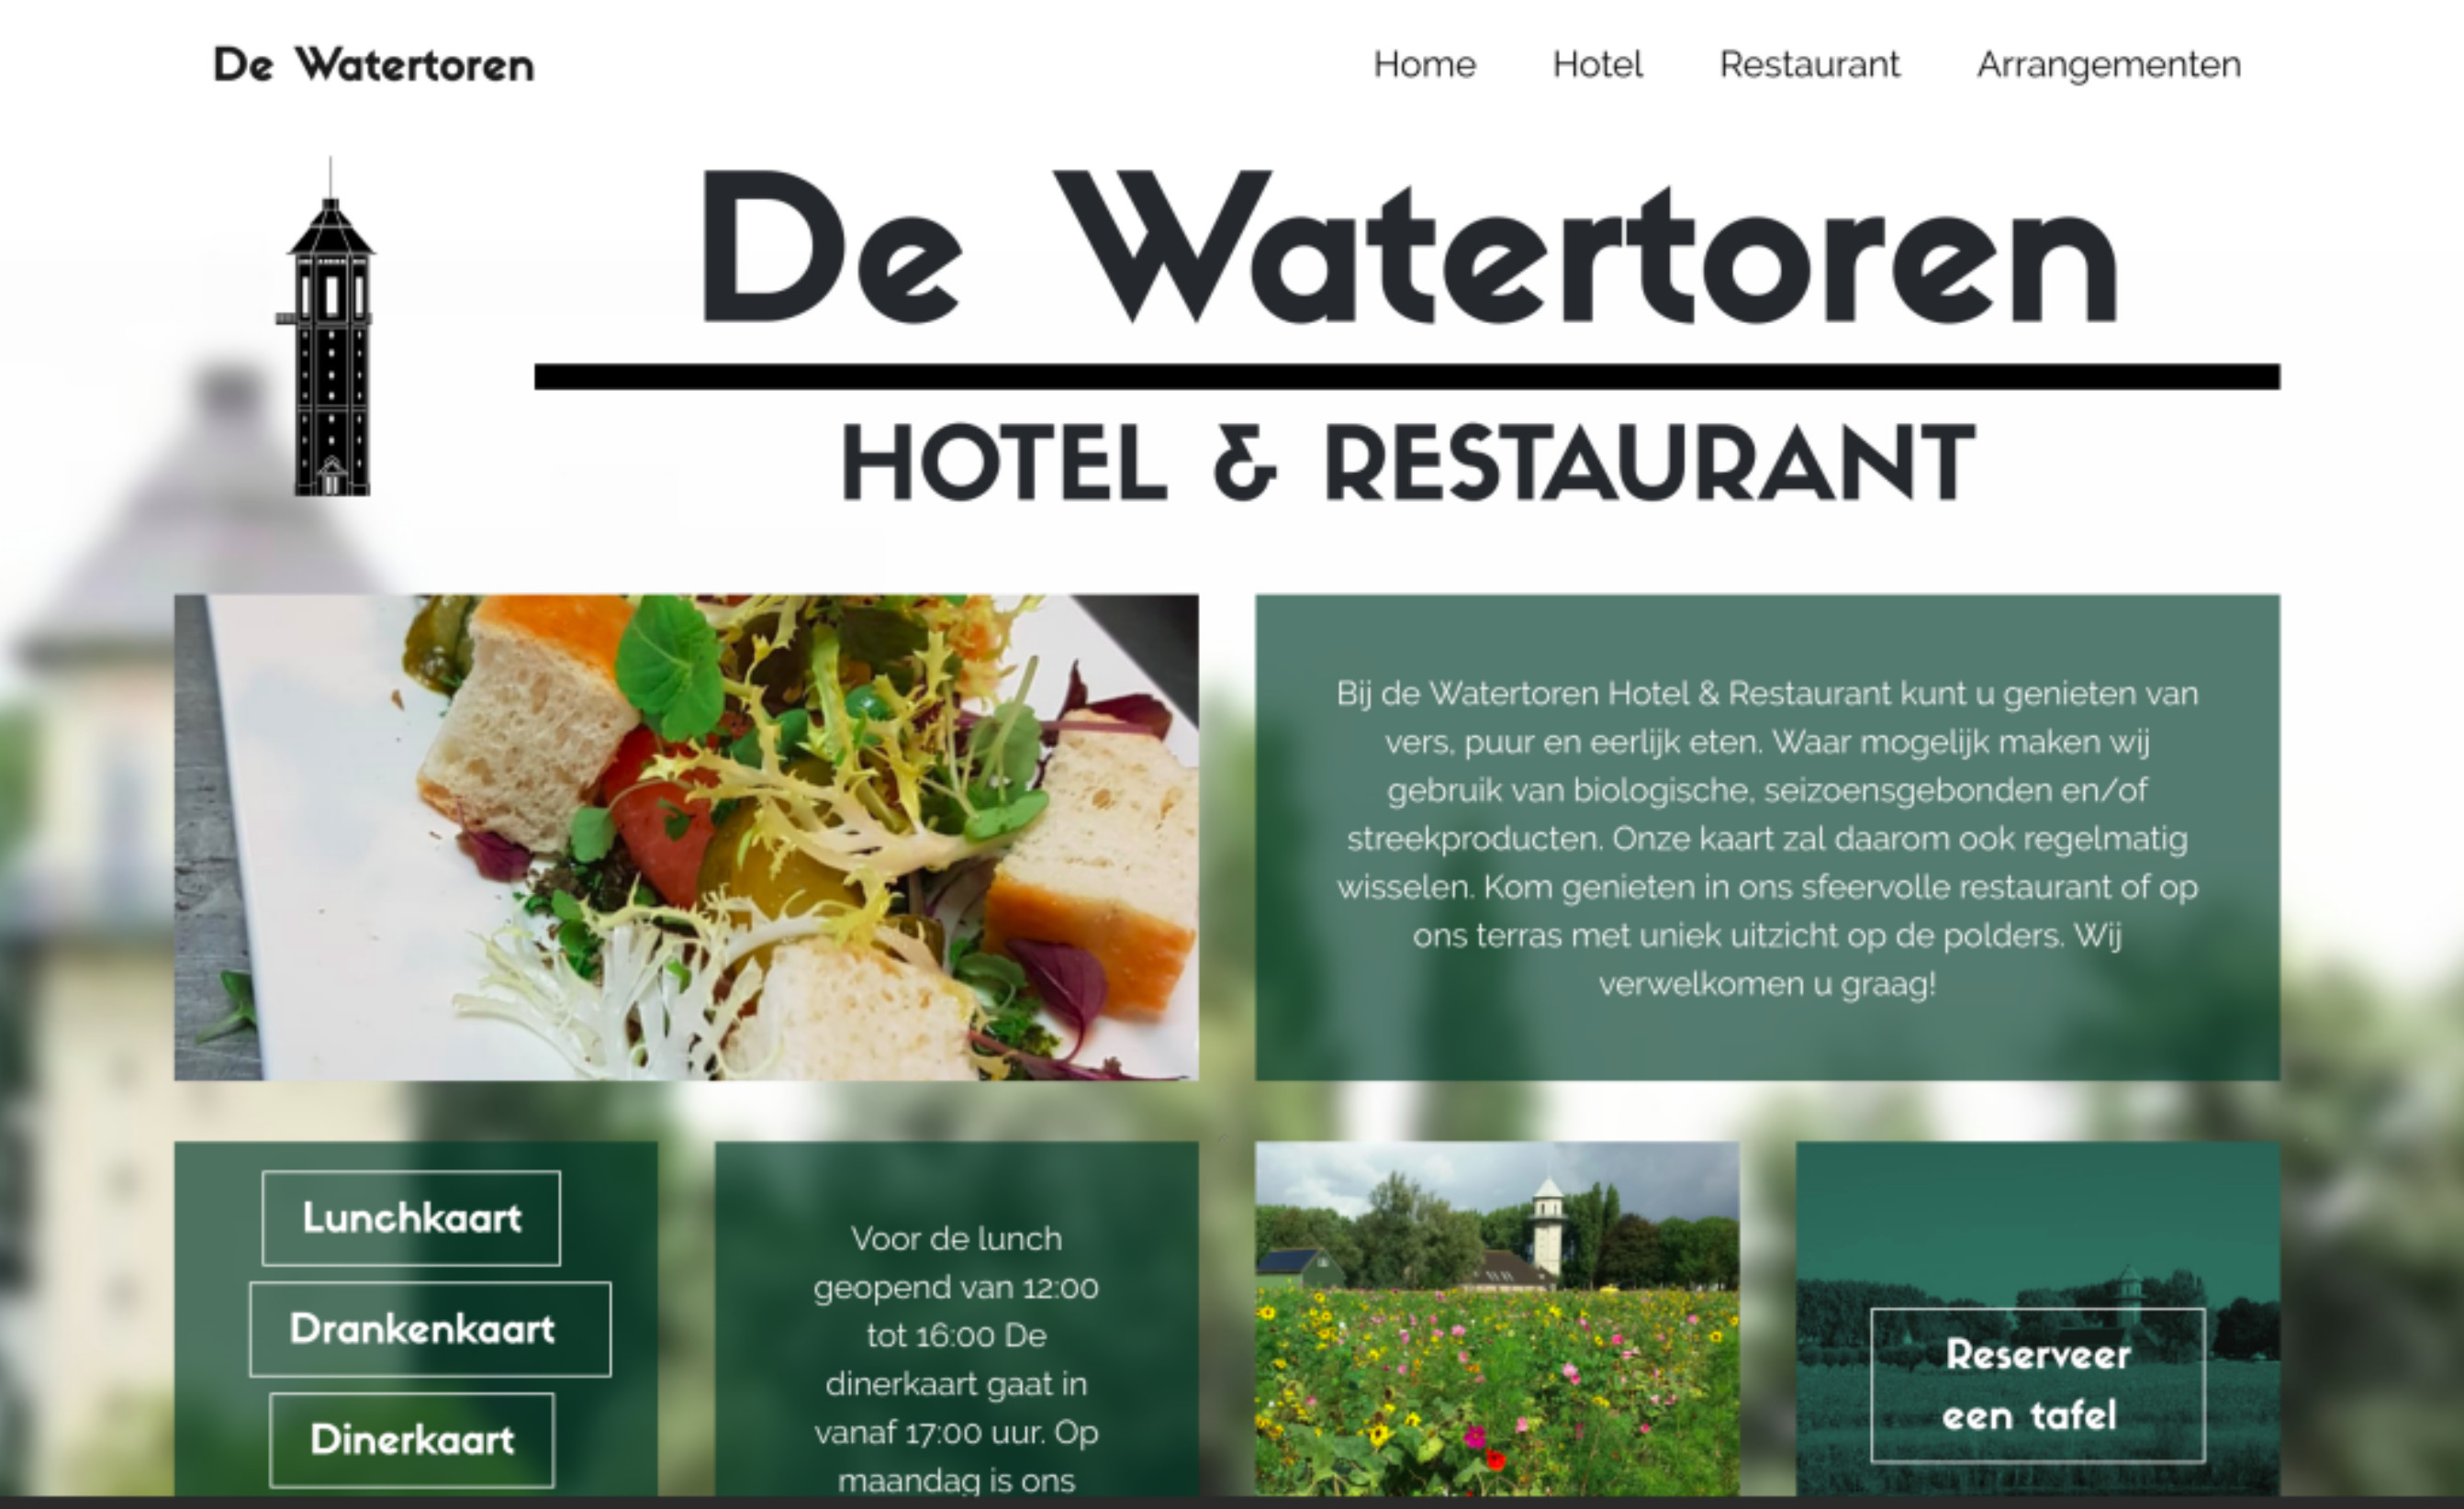 De Watertoren
Home Hotel Restaurant Arrangementen
De Watertoren
HOTEL & RESTAURANT
Bij de Watertoren Hotel & Restaurant kunt u genieten van
vers, puur en eerlijk eten. Waar mogelijk maken wij
gebruik van biologische, seizoensgebonden en/of
streekproducten. Onze kaart zal daarom ook regelmatig
wisselen. Kom genieten in ons sfeervolle restaurant of op
ons terras met uniek uitzicht op de polders. Wij
verwelkomen u graag!
Lunchkaart
Drankenkaart
Dinerkaart
Voor de lunch
geopend van 12:00
tot 16:00 De
dinerkaart gaat in
vanaf 17:00 uur. Op
maandag is ons
Reserveer
een tafel